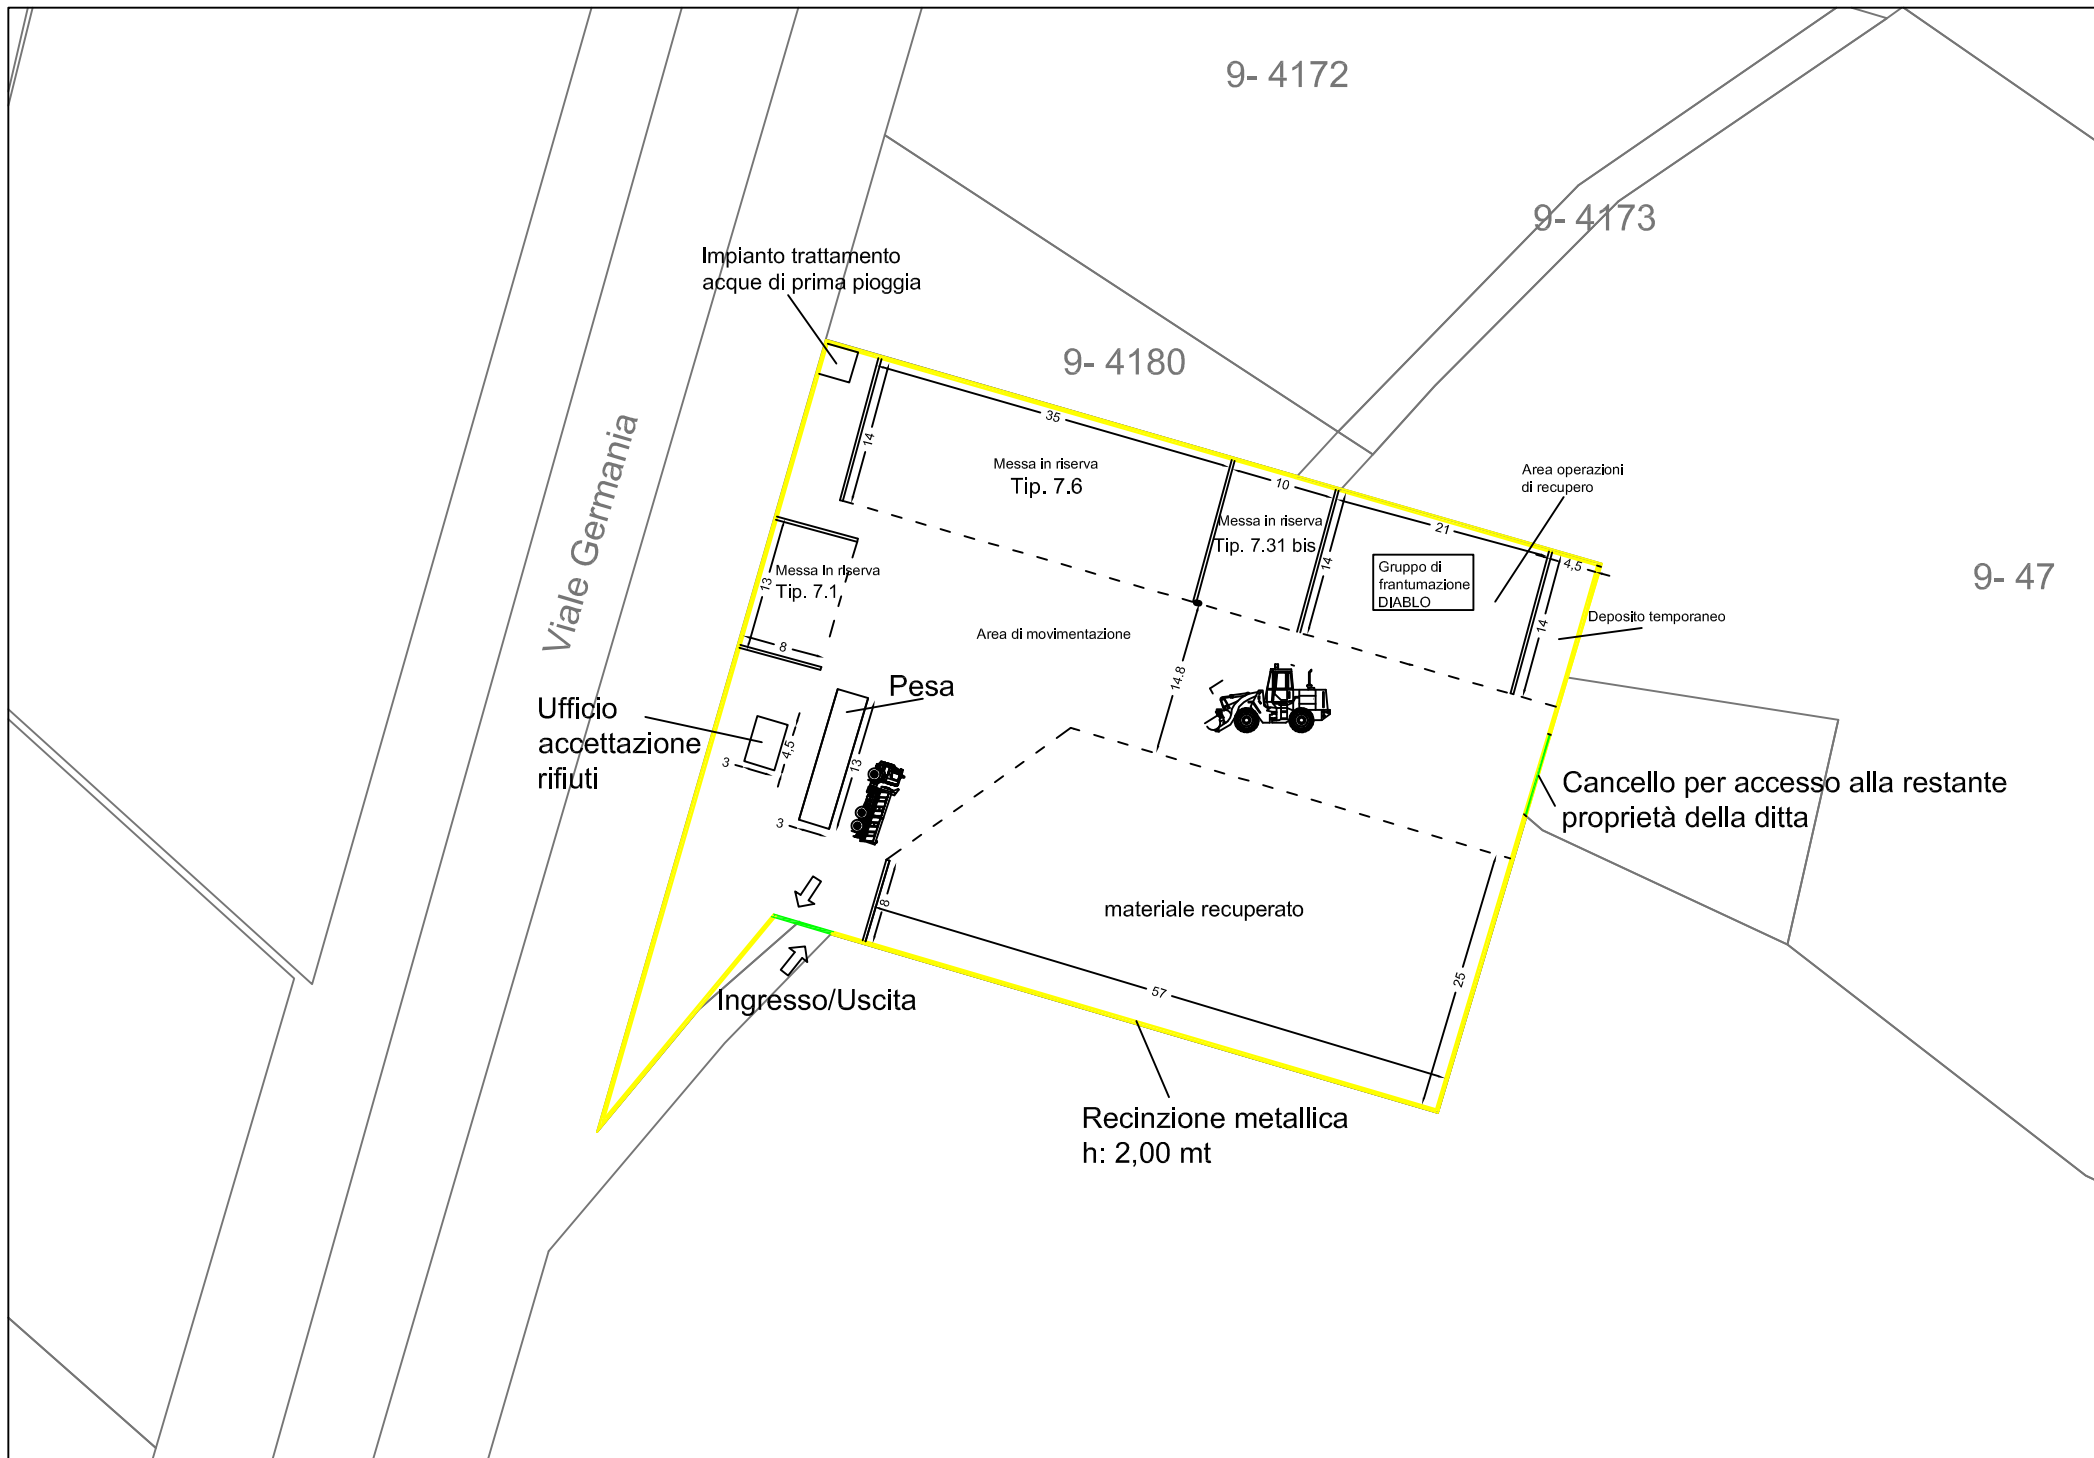 9- 4172
9- 4173
Impianto trattamento
acque di prima pioggia
9- 4180
35
14
Messa in riserva
Tip. 7.6
10
Messa in riserva
Tip. 7.31 bis
14
21
Area operazioni
di recupero
Gruppo di
frantumazione
DIABLO
4,5
14
Deposito temporaneo
9- 47
Viale Germania
Messa in riserva
Tip. 7.1
13
8
Area di movimentazione
14.8
Pesa
Ufficio
accettazione
rifiuti
3
4,5
13
3
Cancello per accesso alla restante
proprietà della ditta
8
materiale recuperato
57
25
Ingresso/Uscita
Recinzione metallica
h: 2,00 mt